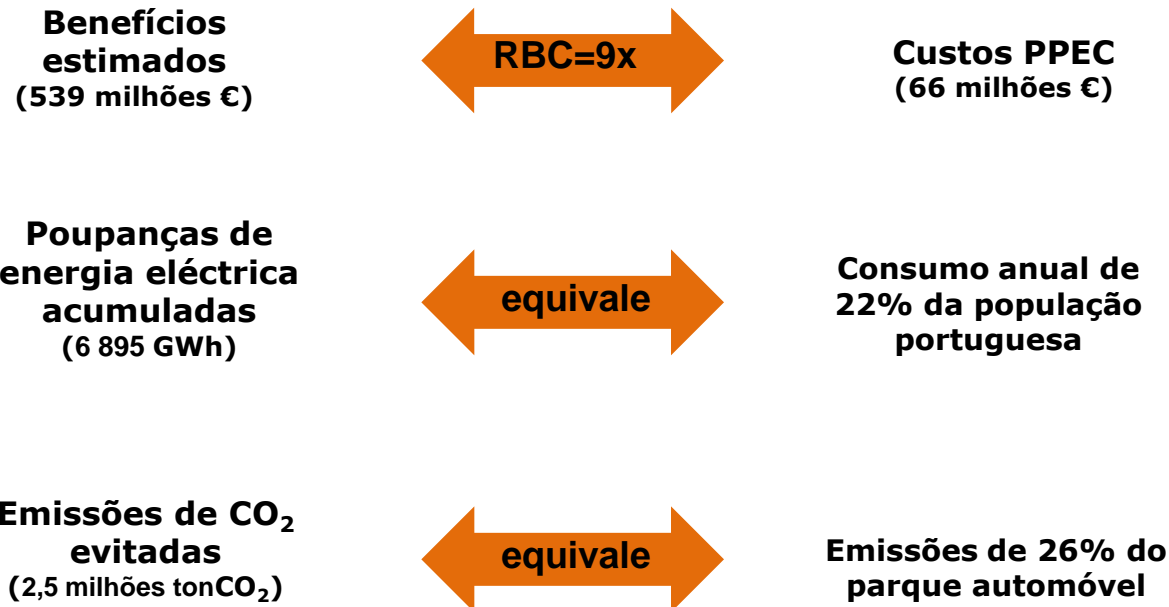 Benefícios
estimados
(539 milhões €)
RBC=9x
Custos PPEC
(66 milhões €)
Poupanças de
energia eléctrica
acumuladas
(6 895 GWh)
equivale
Consumo anual de
22% da população
portuguesa
Emissões de CO₂
evitadas
(2,5 milhões tonCO₂)
equivale
Emissões de 26% do
parque automóvel